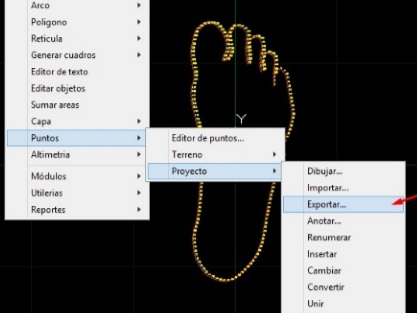 Arco
Poligono
Reticula
Generar cuadros
Editor de texto
Editar objetos
Sumar areas
Capa
Puntos
Altimetria
Módulos
Utilerias
Reportes
Editor de puntos...
Terreno
Proyecto
Dibujar...
Importar...
Exportar...
Anotar...
Renumerar
Insertar
Cambiar
Convertir
Unir
Y